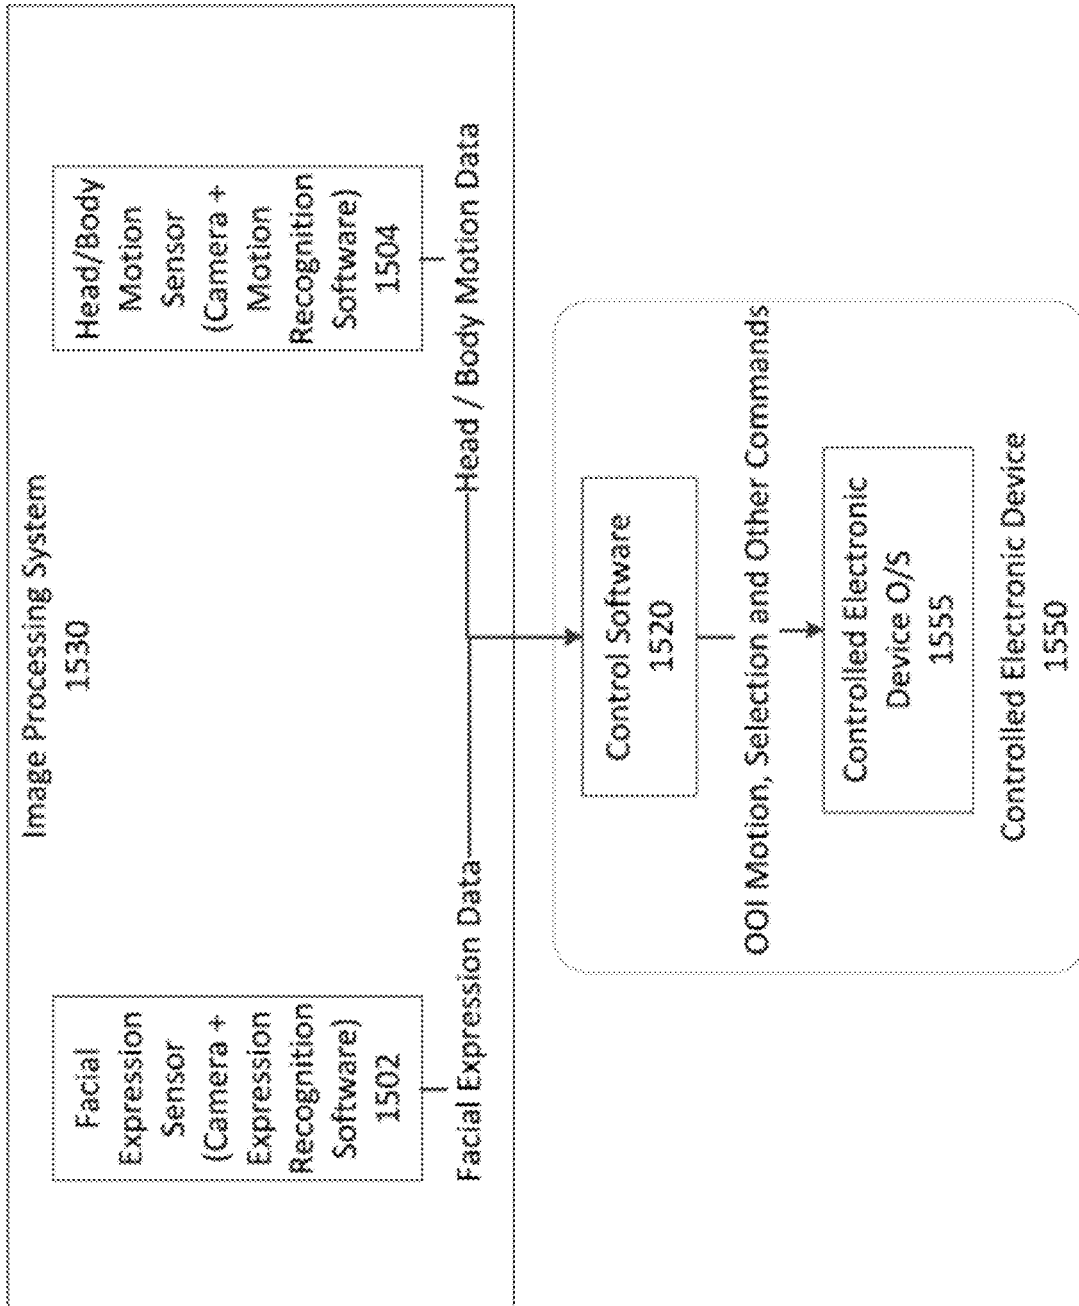 Image Processing System
1530
Facial
Expression
Sensor
(Camera +
Expression
Recognition
Software)
1502
Head/Body
Motion
Sensor
(Camera +
Motion
Recognition
Software)
1504
Facial Expression Data
Head / Body Motion Data
Control Software
1520
OOI Motion, Selection and Other Commands
Controlled Electronic
Device O/S
1555
Controlled Electronic Device
1550